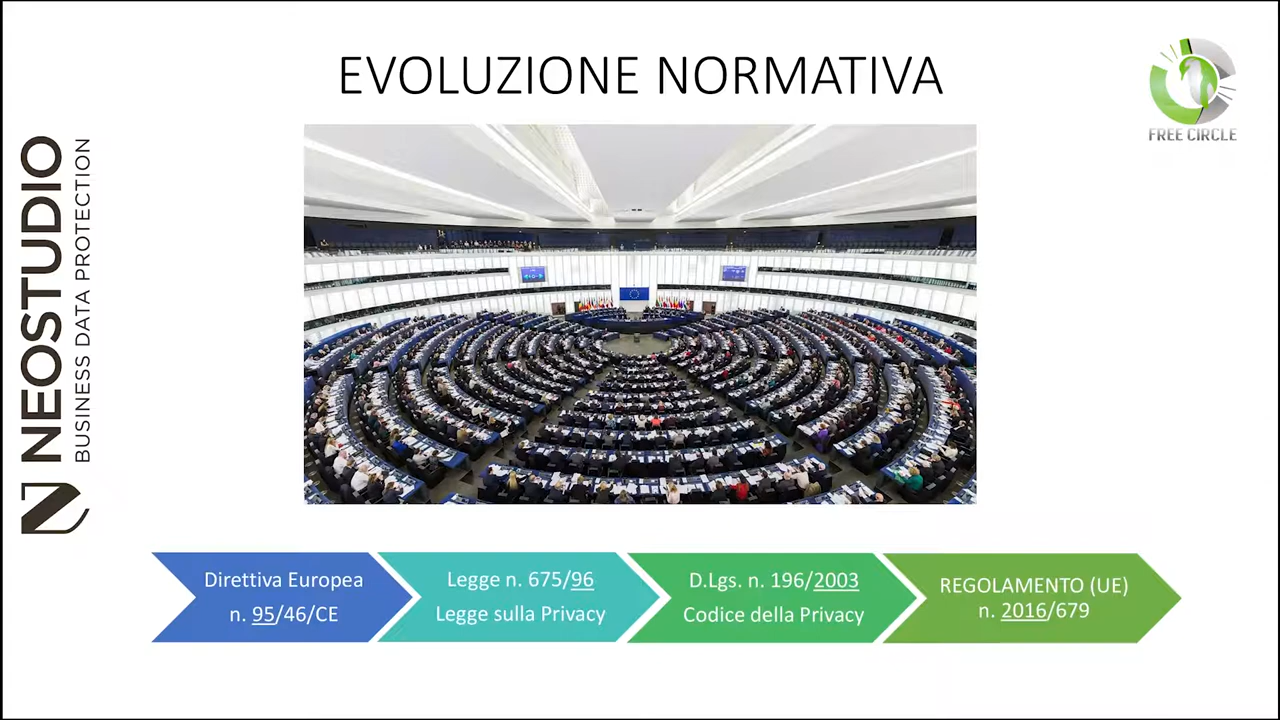 EVOLUZIONE NORMATIVA
FREE CIRCLE
NEOSTUDIO
BUSINESS DATA PROTECTION
Direttiva Europea
n. 95/46/CE
Legge n. 675/96
Legge sulla Privacy
D.Lgs. n. 196/2003
Codice della Privacy
REGOLAMENTO (UE)
n. 2016/679